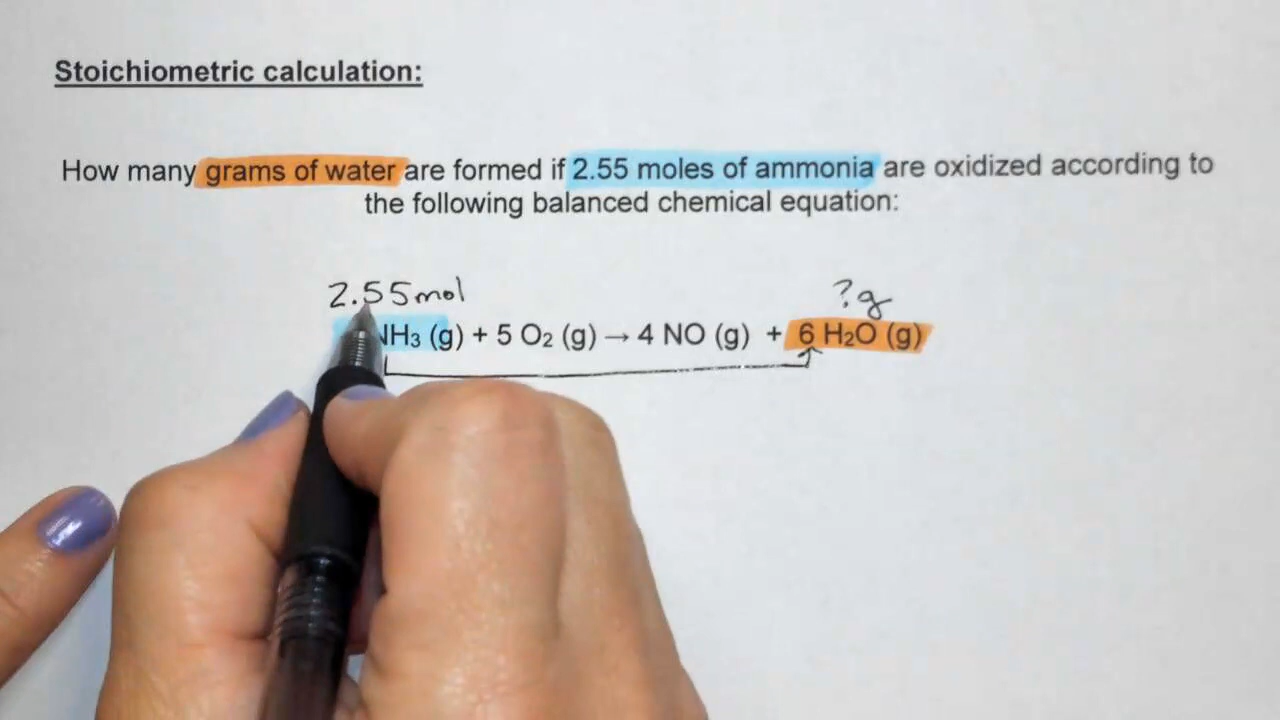 Stoichiometric calculation:
How many grams of water are formed if 2.55 moles of ammonia are oxidized according to
the following balanced chemical equation:
2.55mol ?g
NH₃ (g) + 5 O₂ (g) → 4 NO (g) + 6 H₂O (g)